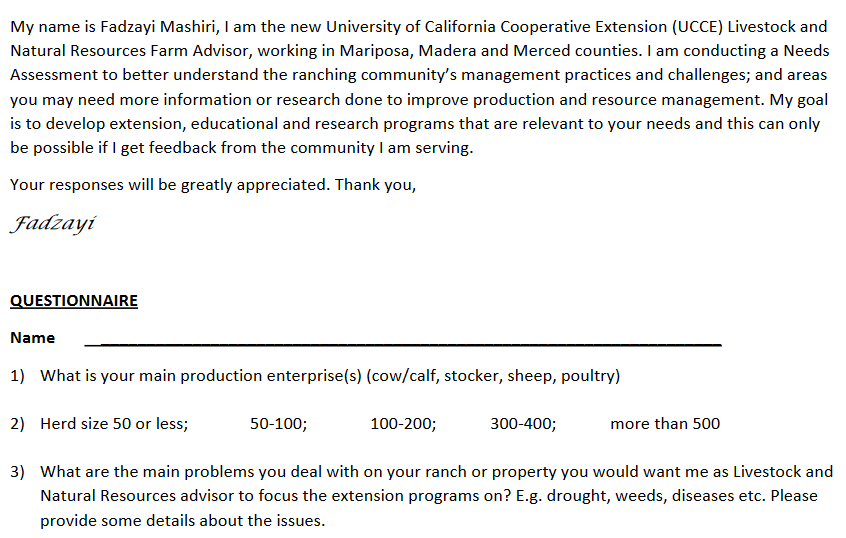 My name is Fadzayi Mashiri, I am the new University of California Cooperative Extension (UCCE) Livestock and
Natural Resources Farm Advisor, working in Mariposa, Madera and Merced counties. I am conducting a Needs
Assessment to better understand the ranching community’s management practices and challenges; and areas
you may need more information or research done to improve production and resource management. My goal
is to develop extension, educational and research programs that are relevant to your needs and this can only
be possible if I get feedback from the community I am serving.
Your responses will be greatly appreciated. Thank you,
Fadzayi
QUESTIONNAIRE
Name
1) What is your main production enterprise(s) (cow/calf, stocker, sheep, poultry)
2) Herd size 50 or less; 50-100; 100-200; 300-400; more than 500
3) What are the main problems you deal with on your ranch or property you would want me as Livestock and
Natural Resources advisor to focus the extension programs on? E.g. drought, weeds, diseases etc. Please
provide some details about the issues.